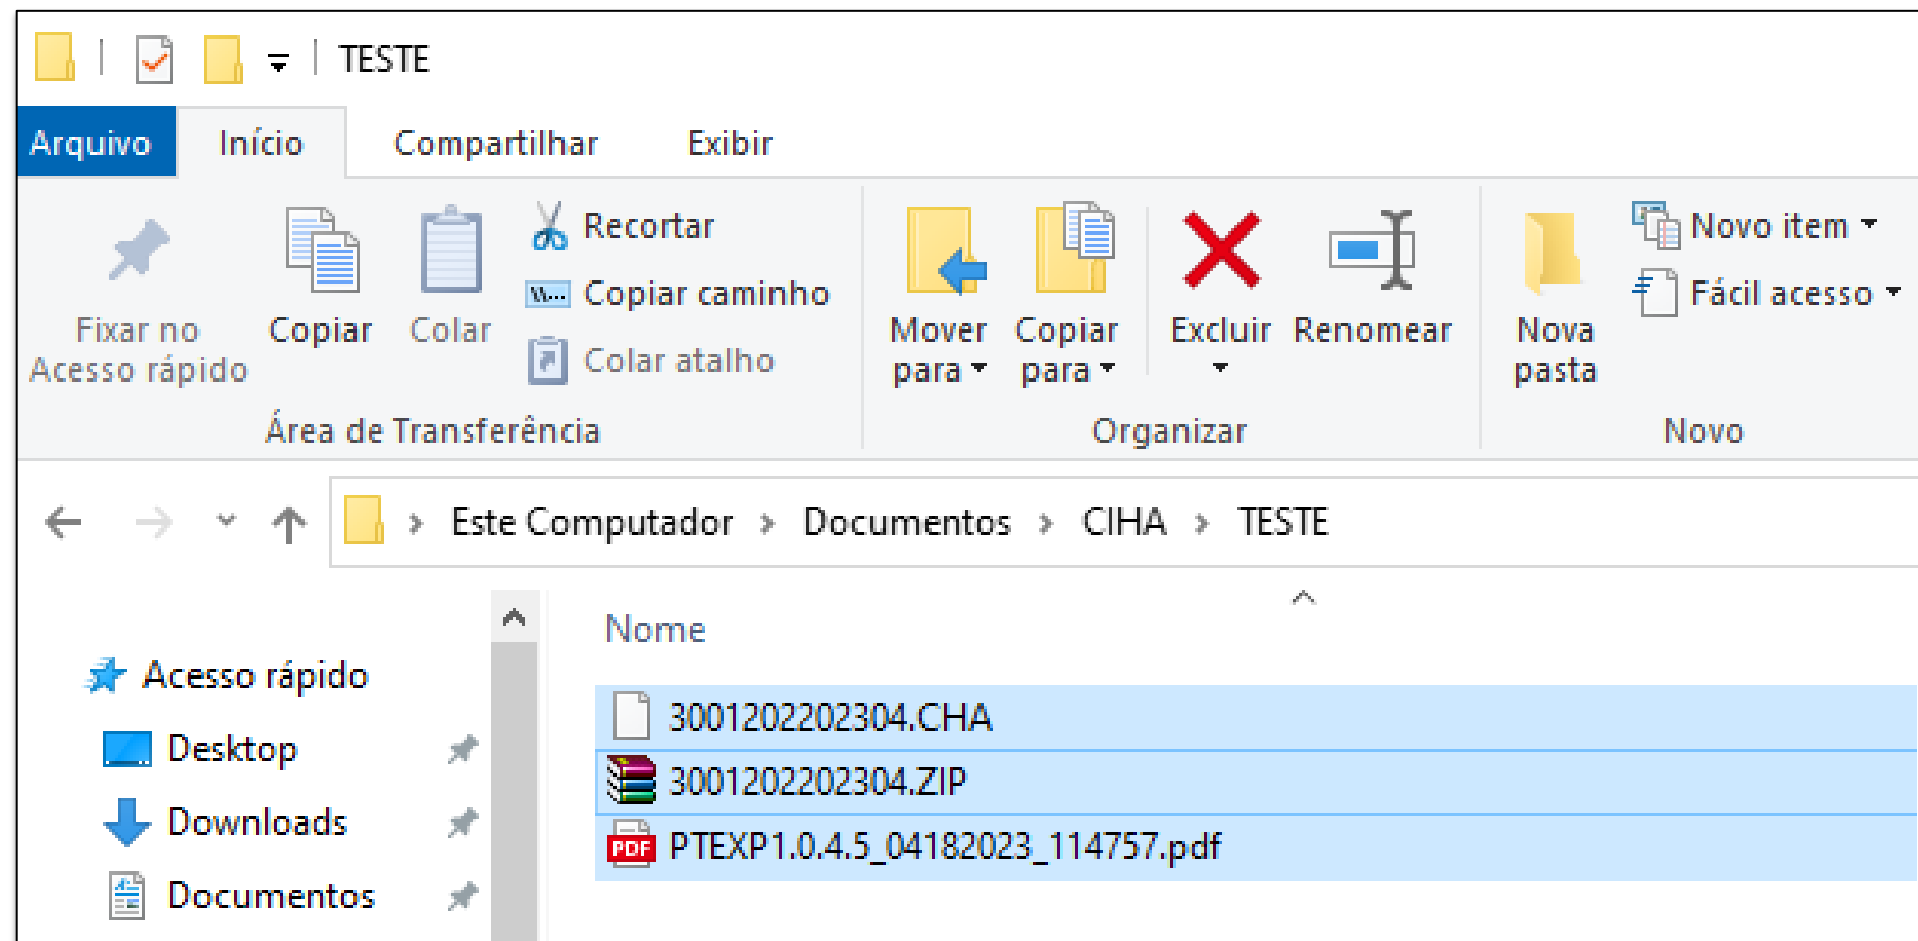 TESTE
Arquivo Início Compartilhar Exibir
Fixar no
Acesso rápido
Copiar
Colar
Recortar
Copiar caminho
Colar atalho
Área de Transferência
Mover
para
Copiar
para
Excluir
Renomear
Organizar
Nova
pasta
Novo item
Fácil acesso
Novo
Este Computador > Documentos > CIHA > TESTE
Acesso rápido
Desktop
Downloads
Documentos
Nome
3001202202304.CHA
3001202202304.ZIP
PTEXP1.0.4.5_04182023_114757.pdf
PDF